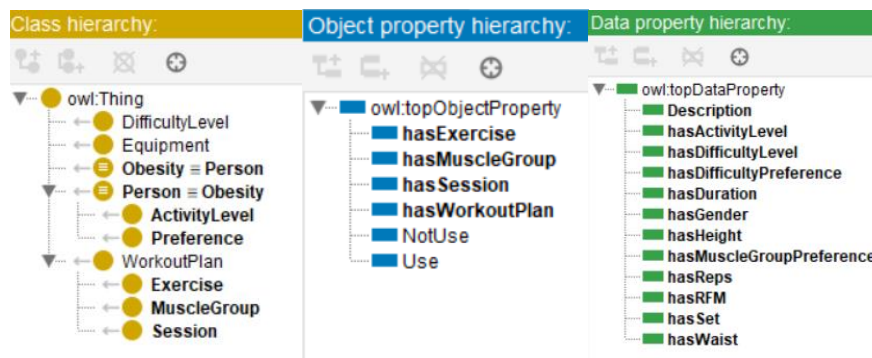 Class hierarchy:
owl:Thing
DifficultyLevel
Equipment
Obesity ≡ Person
Person ≡ Obesity
ActivityLevel
Preference
WorkoutPlan
Exercise
MuscleGroup
Session
Object property hierarchy:
owl:topObjectProperty
hasExercise
hasMuscleGroup
hasSession
hasWorkoutPlan
NotUse
Use
Data property hierarchy:
owl:topDataProperty
Description
hasActivityLevel
hasDifficultyLevel
hasDifficultyPreference
hasDuration
hasGender
hasHeight
hasMuscleGroupPreference
hasReps
hasRFM
hasSet
hasWaist